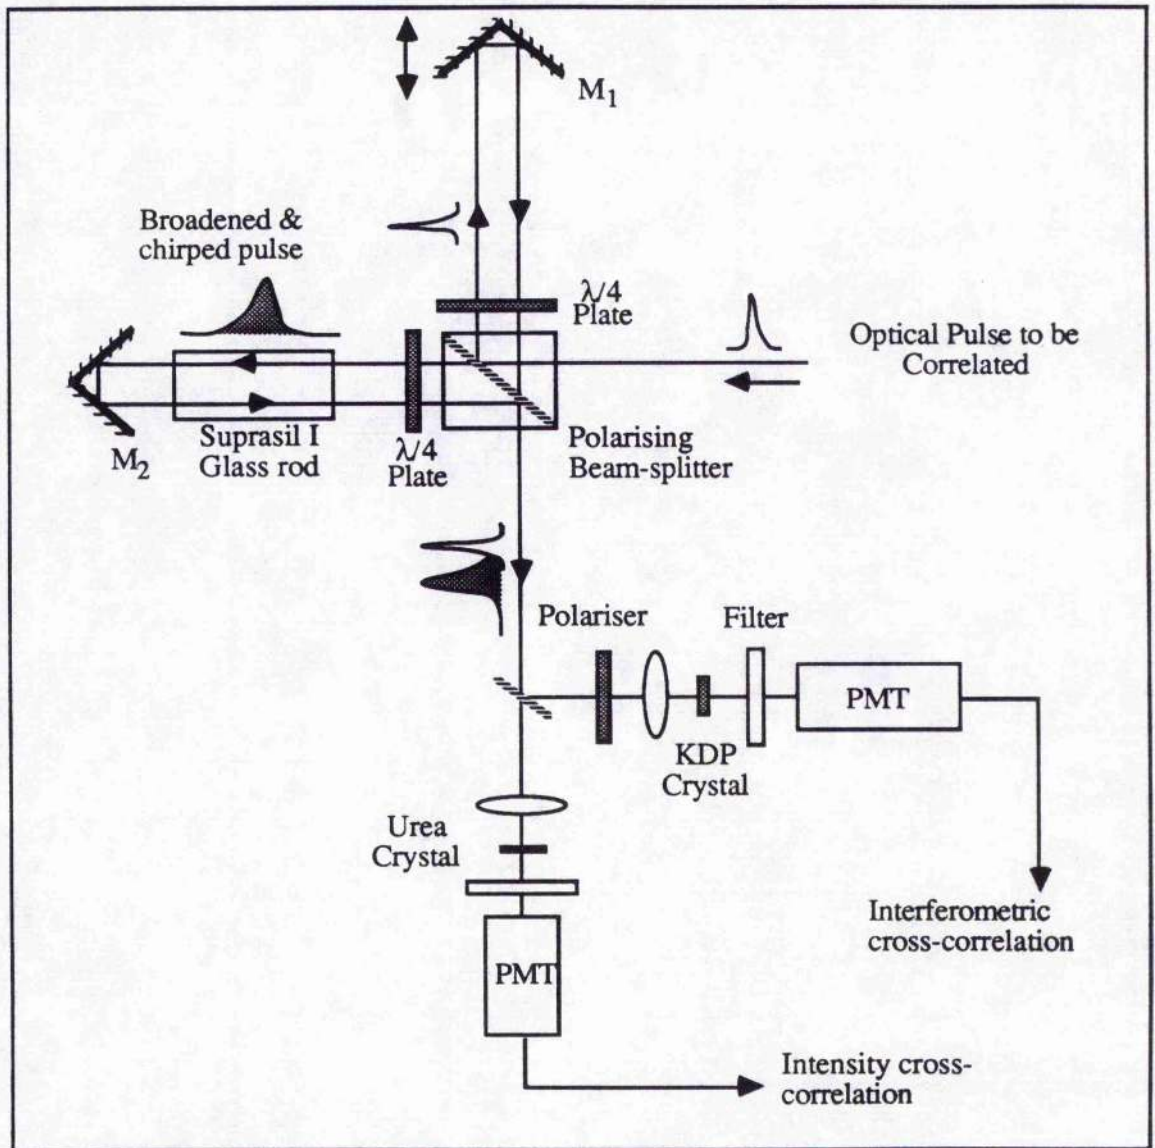 M1
Broadened &
chirped pulse
λ/4
Plate
Optical Pulse to be
Correlated
Suprasil I
Glass rod
M2
λ/4
Plate
Polarising
Beam-splitter
Polariser
Filter
PMT
KDP
Crystal
Urea
Crystal
Interferometric
cross-correlation
PMT
Intensity cross-
correlation